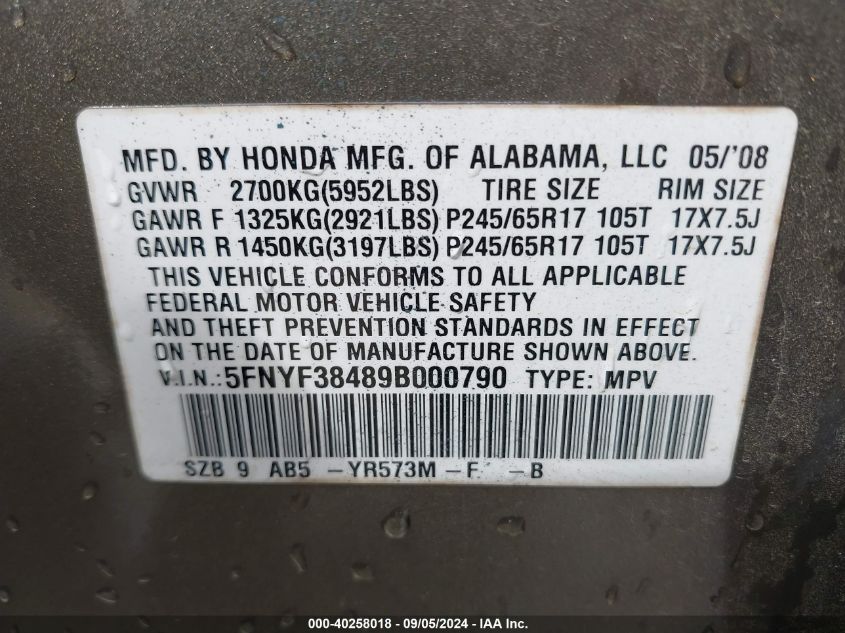 MFD. BY HONDA MFG. OF ALABAMA, LLC 05/'08
GVWR 2700KG(5952LBS) TIRE SIZE RIM SIZE
GAWR F 1325KG(2921LBS) P245/65R17 105T 17X7.5J
GAWR R 1450KG(3197LBS) P245/65R17 105T 17X7.5J
THIS VEHICLE CONFORMS TO ALL APPLICABLE
FEDERAL MOTOR VEHICLE SAFETY
AND THEFT PREVENTION STANDARDS IN EFFECT
ON THE DATE OF MANUFACTURE SHOWN ABOVE.
V.I.N.: 5FNYF38489B000790 TYPE: MPV
SZB 9 AB5 -YR573M -F -B
000-40258018 - 09/05/2024 - IAA - US